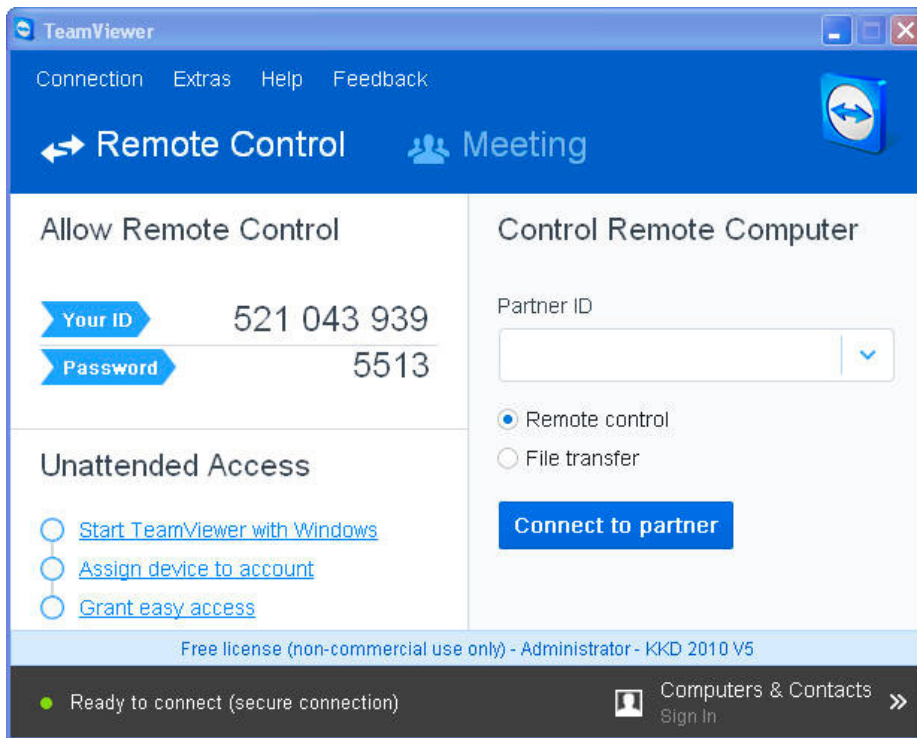 TeamViewer
Connection Extras Help Feedback
Remote Control Meeting
Allow Remote Control
Your ID 521 043 939
Password 5513
Unattended Access
Start TeamViewer with Windows
Assign device to account
Grant easy access
Control Remote Computer
Partner ID
Remote control
File transfer
Connect to partner
Free license (non-commercial use only) - Administrator - KKD 2010 V5
Ready to connect (secure connection)
Computers & Contacts
Sign In